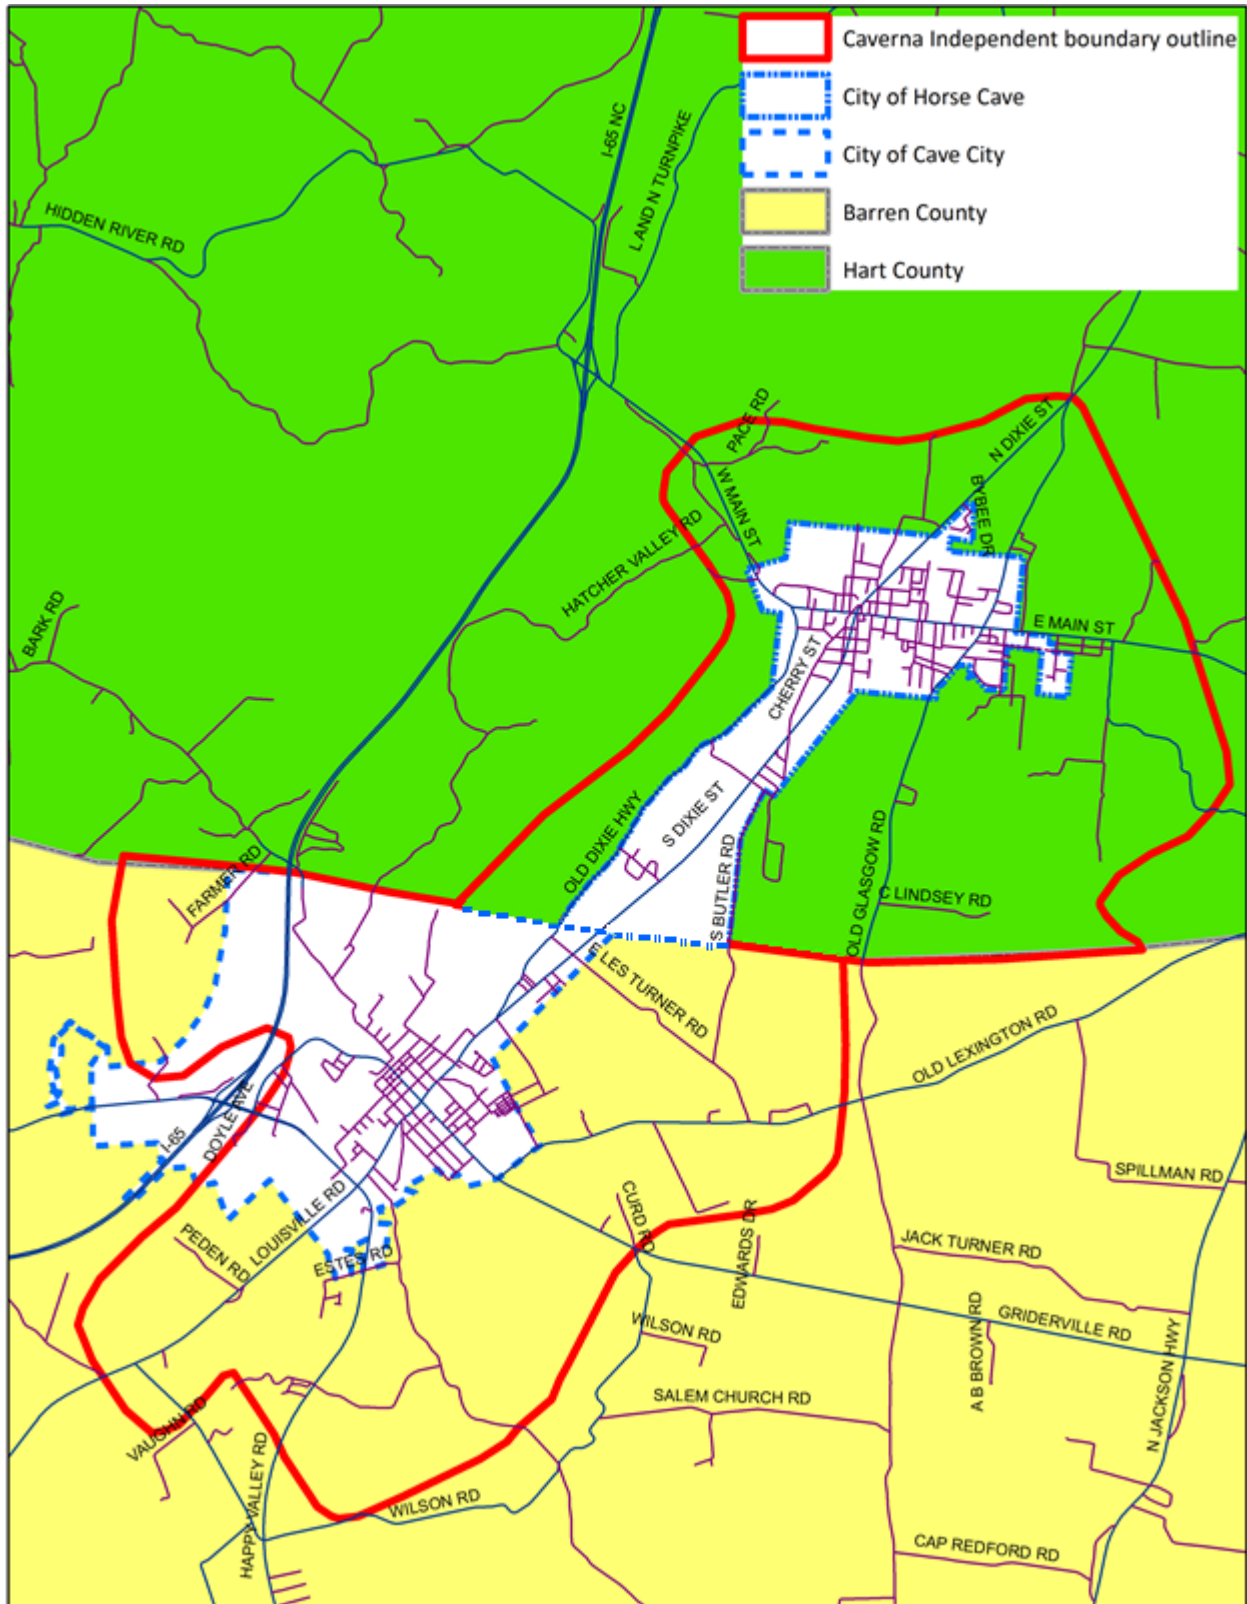 Caverna Independent boundary outline
City of Horse Cave
City of Cave City
Barren County
Hart County
I-65 NC
L AND N TURNPIKE
HIDDEN RIVER RD
PACE RD
N DIXIE ST
W MAIN ST
BYBEE DR
HATCHER VALLEY RD
BARK RD
E MAIN ST
CHERRY ST
OLD DIXIE HWY
S DIXIE ST
S BUTLER RD
OLD GLASGOW RD
FARMER RD
C LINDSEY RD
E LES TURNER RD
OLD LEXINGTON RD
I-65
DOYLE AVE
SPILLMAN RD
LOUISVILLE RD
PEDEN RD
ESTES RD
CURD RD
EDWARDS DR
JACK TURNER RD
WILSON RD
A B BROWN RD
GRIDERVILLE RD
N JACKSON HWY
SALEM CHURCH RD
VAUGHN RD
HAPPY VALLEY RD
WILSON RD
CAP REDFORD RD